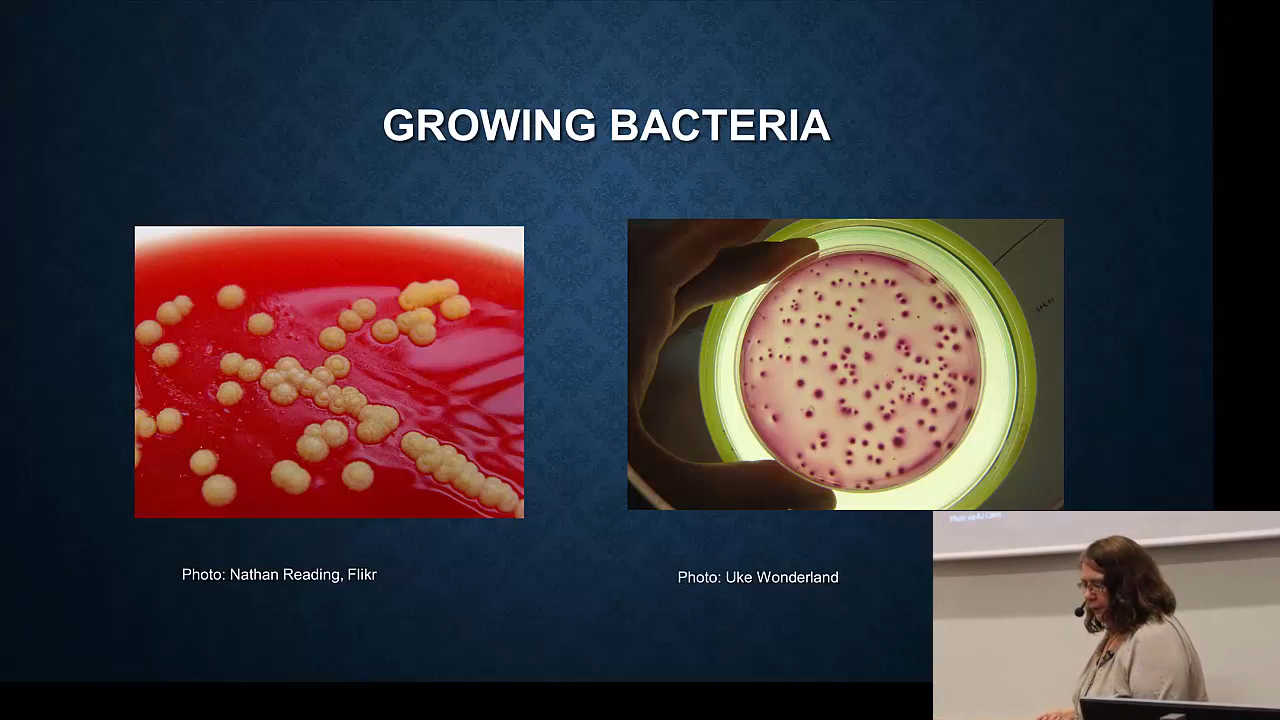 GROWING BACTERIA
Photo: Nathan Reading, Flikr
Photo: Uke Wonderland